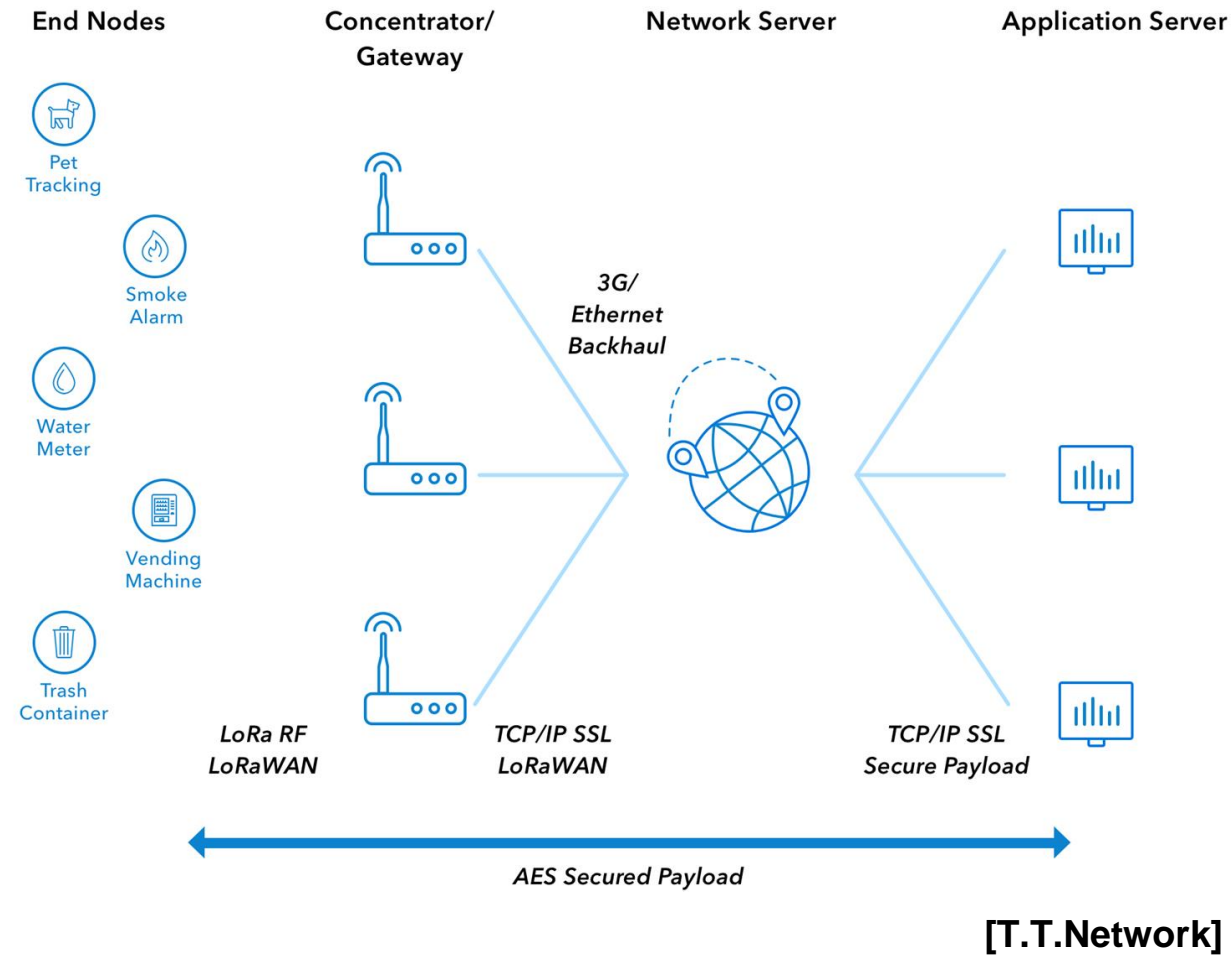 End Nodes
Concentrator/
Gateway
Network Server
Application Server
Pet
Tracking
Smoke
Alarm
3G/
Ethernet
Backhaul
Water
Meter
Vending
Machine
Trash
Container
LoRa RF
LoRaWAN
TCP/IP SSL
LoRaWAN
TCP/IP SSL
Secure Payload
AES Secured Payload
[T.T.Network]